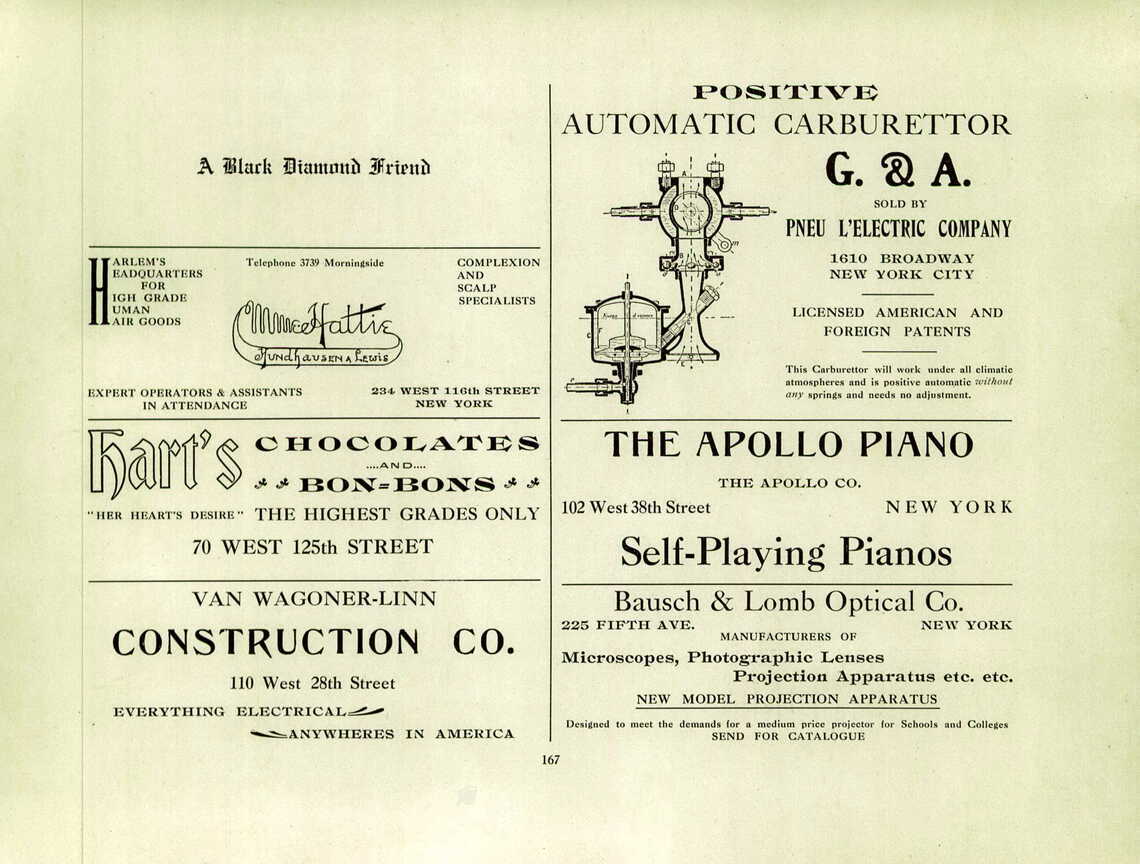 A Black Diamond Friend
HARLEM'S
HEADQUARTERS
FOR
HIGH GRADE
HUMAN
HAIR GOODS
Telephone 3739 Morningside
COMPLEXION
AND
SCALP
SPECIALISTS
Mme Hattie
Fundhausen A Lewis
EXPERT OPERATORS & ASSISTANTS
IN ATTENDANCE
234 WEST 116th STREET
NEW YORK
Hart's CHOCOLATES
....AND....
BON=BONS
"HER HEART'S DESIRE" THE HIGHEST GRADES ONLY
70 WEST 125th STREET
VAN WAGONER-LINN
CONSTRUCTION CO.
110 West 28th Street
EVERYTHING ELECTRICAL
ANYWHERES IN AMERICA
POSITIVE
AUTOMATIC CARBURETTOR
G. & A.
SOLD BY
PNEU L'ELECTRIC COMPANY
1610 BROADWAY
NEW YORK CITY
LICENSED AMERICAN AND
FOREIGN PATENTS
This Carburettor will work under all climatic
atmospheres and is positive automatic without
any springs and needs no adjustment.
THE APOLLO PIANO
THE APOLLO CO.
102 West 38th Street NEW YORK
Self-Playing Pianos
Bausch & Lomb Optical Co.
225 FIFTH AVE. NEW YORK
MANUFACTURERS OF
Microscopes, Photographic Lenses
Projection Apparatus etc. etc.
NEW MODEL PROJECTION APPARATUS
Designed to meet the demands for a medium price projector for Schools and Colleges
SEND FOR CATALOGUE
167